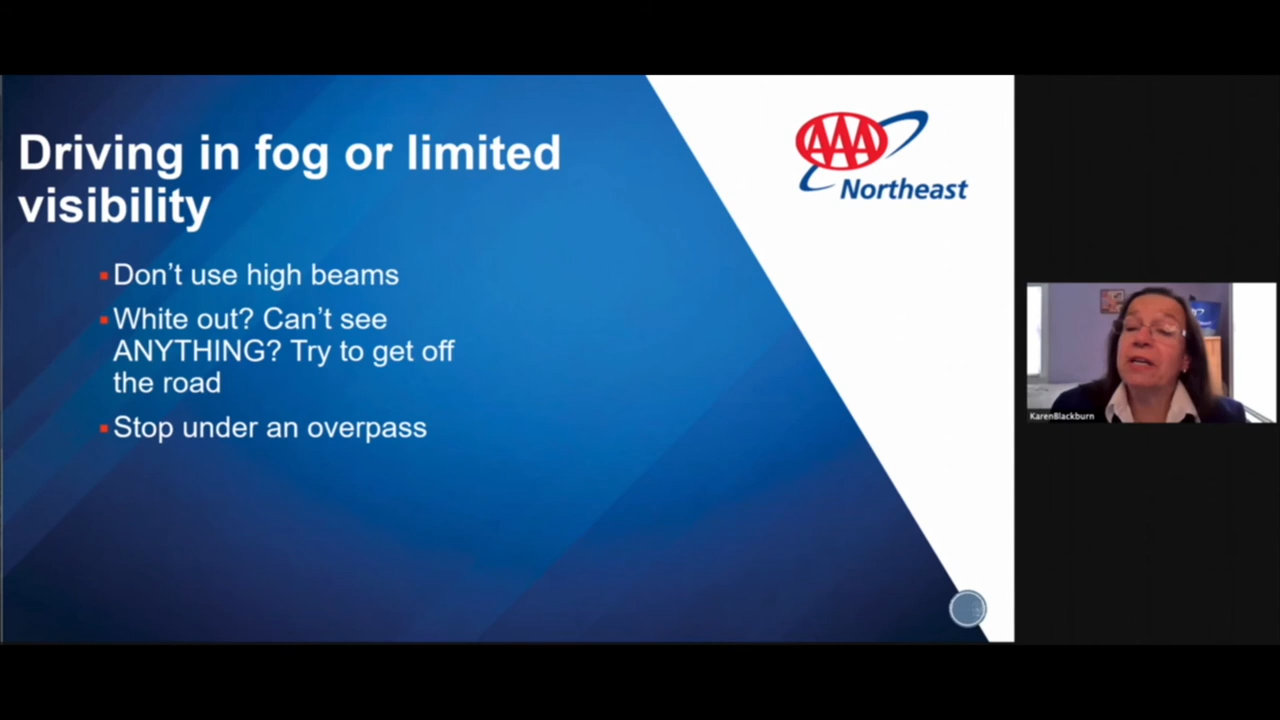 Driving in fog or limited
visibility
Don't use high beams
White out? Can't see
ANYTHING? Try to get off
the road
Stop under an overpass
AAA
Northeast
KarenBlackburn